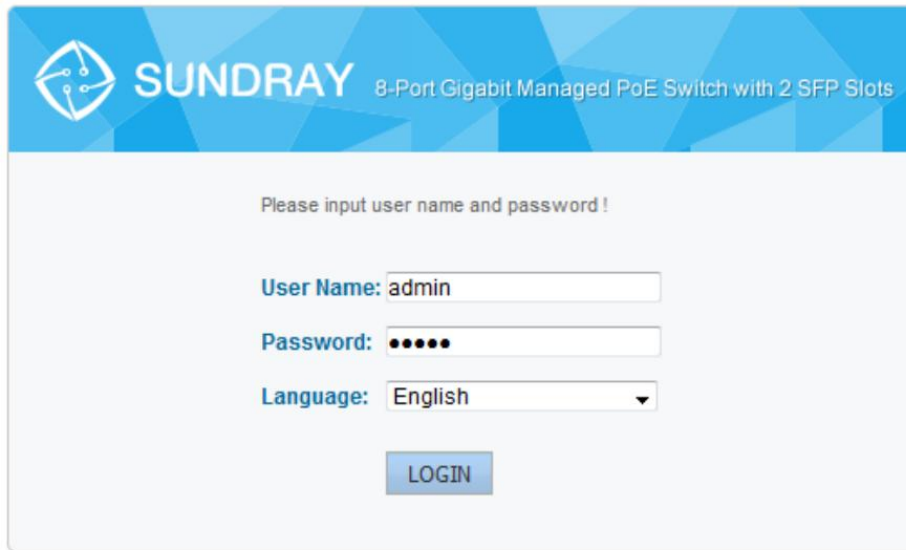 SUNDRAY 8-Port Gigabit Managed PoE Switch with 2 SFP Slots
Please input user name and password !
User Name: admin
Password: •••••
Language: English
LOGIN